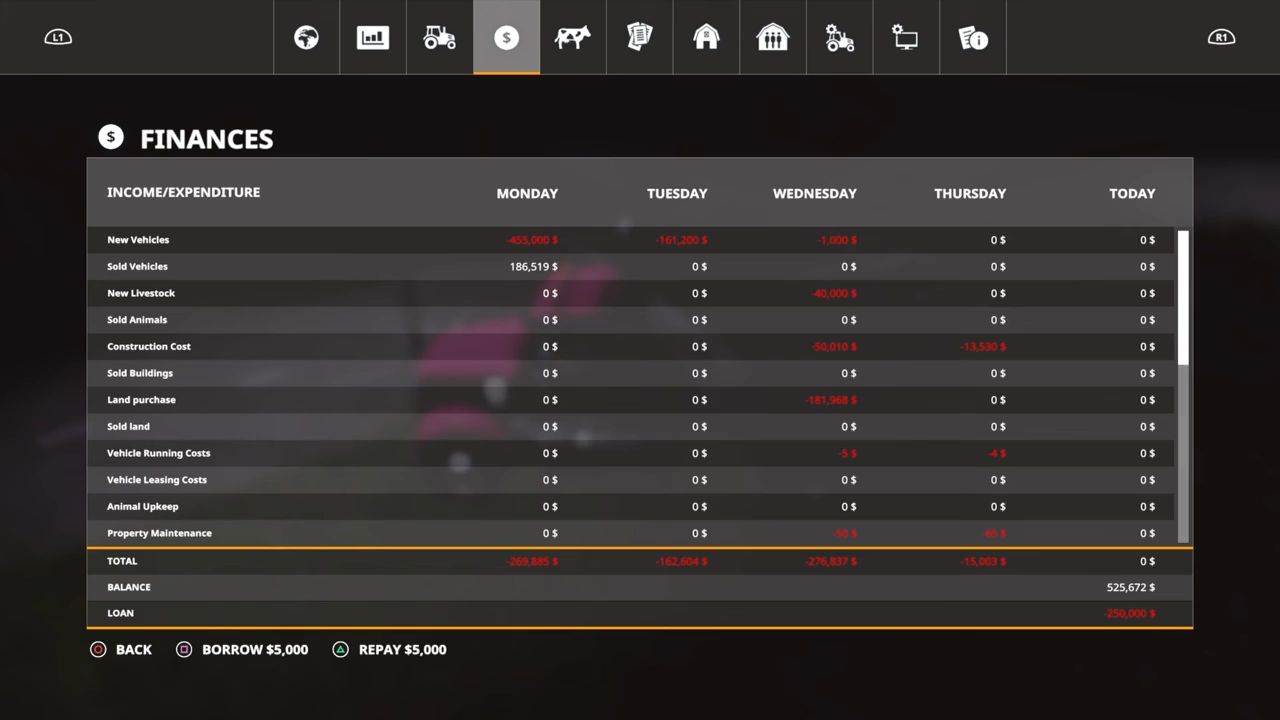 L1 $ R1
$ FINANCES
INCOME/EXPENDITURE MONDAY TUESDAY WEDNESDAY THURSDAY TODAY
New Vehicles -455,000 $ -161,200 $ -1,000 $ 0 $ 0 $
Sold Vehicles 186,519 $ 0 $ 0 $ 0 $ 0 $
New Livestock 0 $ 0 $ -40,000 $ 0 $ 0 $
Sold Animals 0 $ 0 $ 0 $ 0 $ 0 $
Construction Cost 0 $ 0 $ -50,010 $ -13,530 $ 0 $
Sold Buildings 0 $ 0 $ 0 $ 0 $ 0 $
Land purchase 0 $ 0 $ -181,968 $ 0 $ 0 $
Sold land 0 $ 0 $ 0 $ 0 $ 0 $
Vehicle Running Costs 0 $ 0 $ -5 $ -4 $ 0 $
Vehicle Leasing Costs 0 $ 0 $ 0 $ 0 $ 0 $
Animal Upkeep 0 $ 0 $ 0 $ 0 $ 0 $
Property Maintenance 0 $ 0 $ -50 $ -65 $ 0 $
TOTAL -269,885 $ -162,604 $ -276,837 $ -15,003 $ 0 $
BALANCE 525,672 $
LOAN -250,000 $
BACK BORROW $5,000 REPAY $5,000